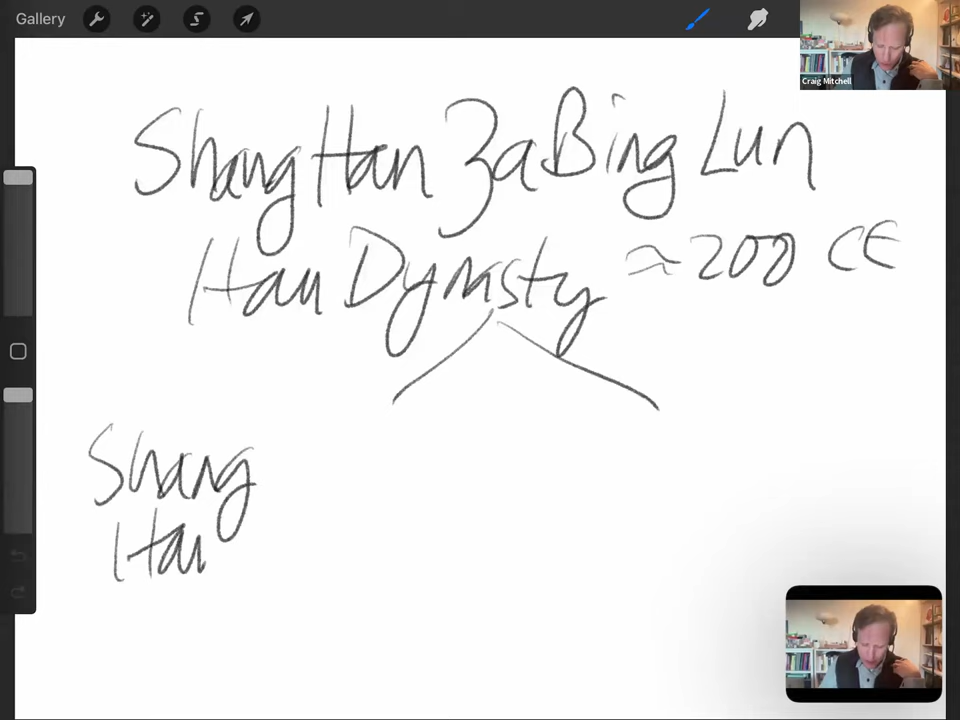 Gallery
Craig Mitchell
Shang Han Za Bing Lun
Han Dynasty ≈ 200 CE
Shang
Han